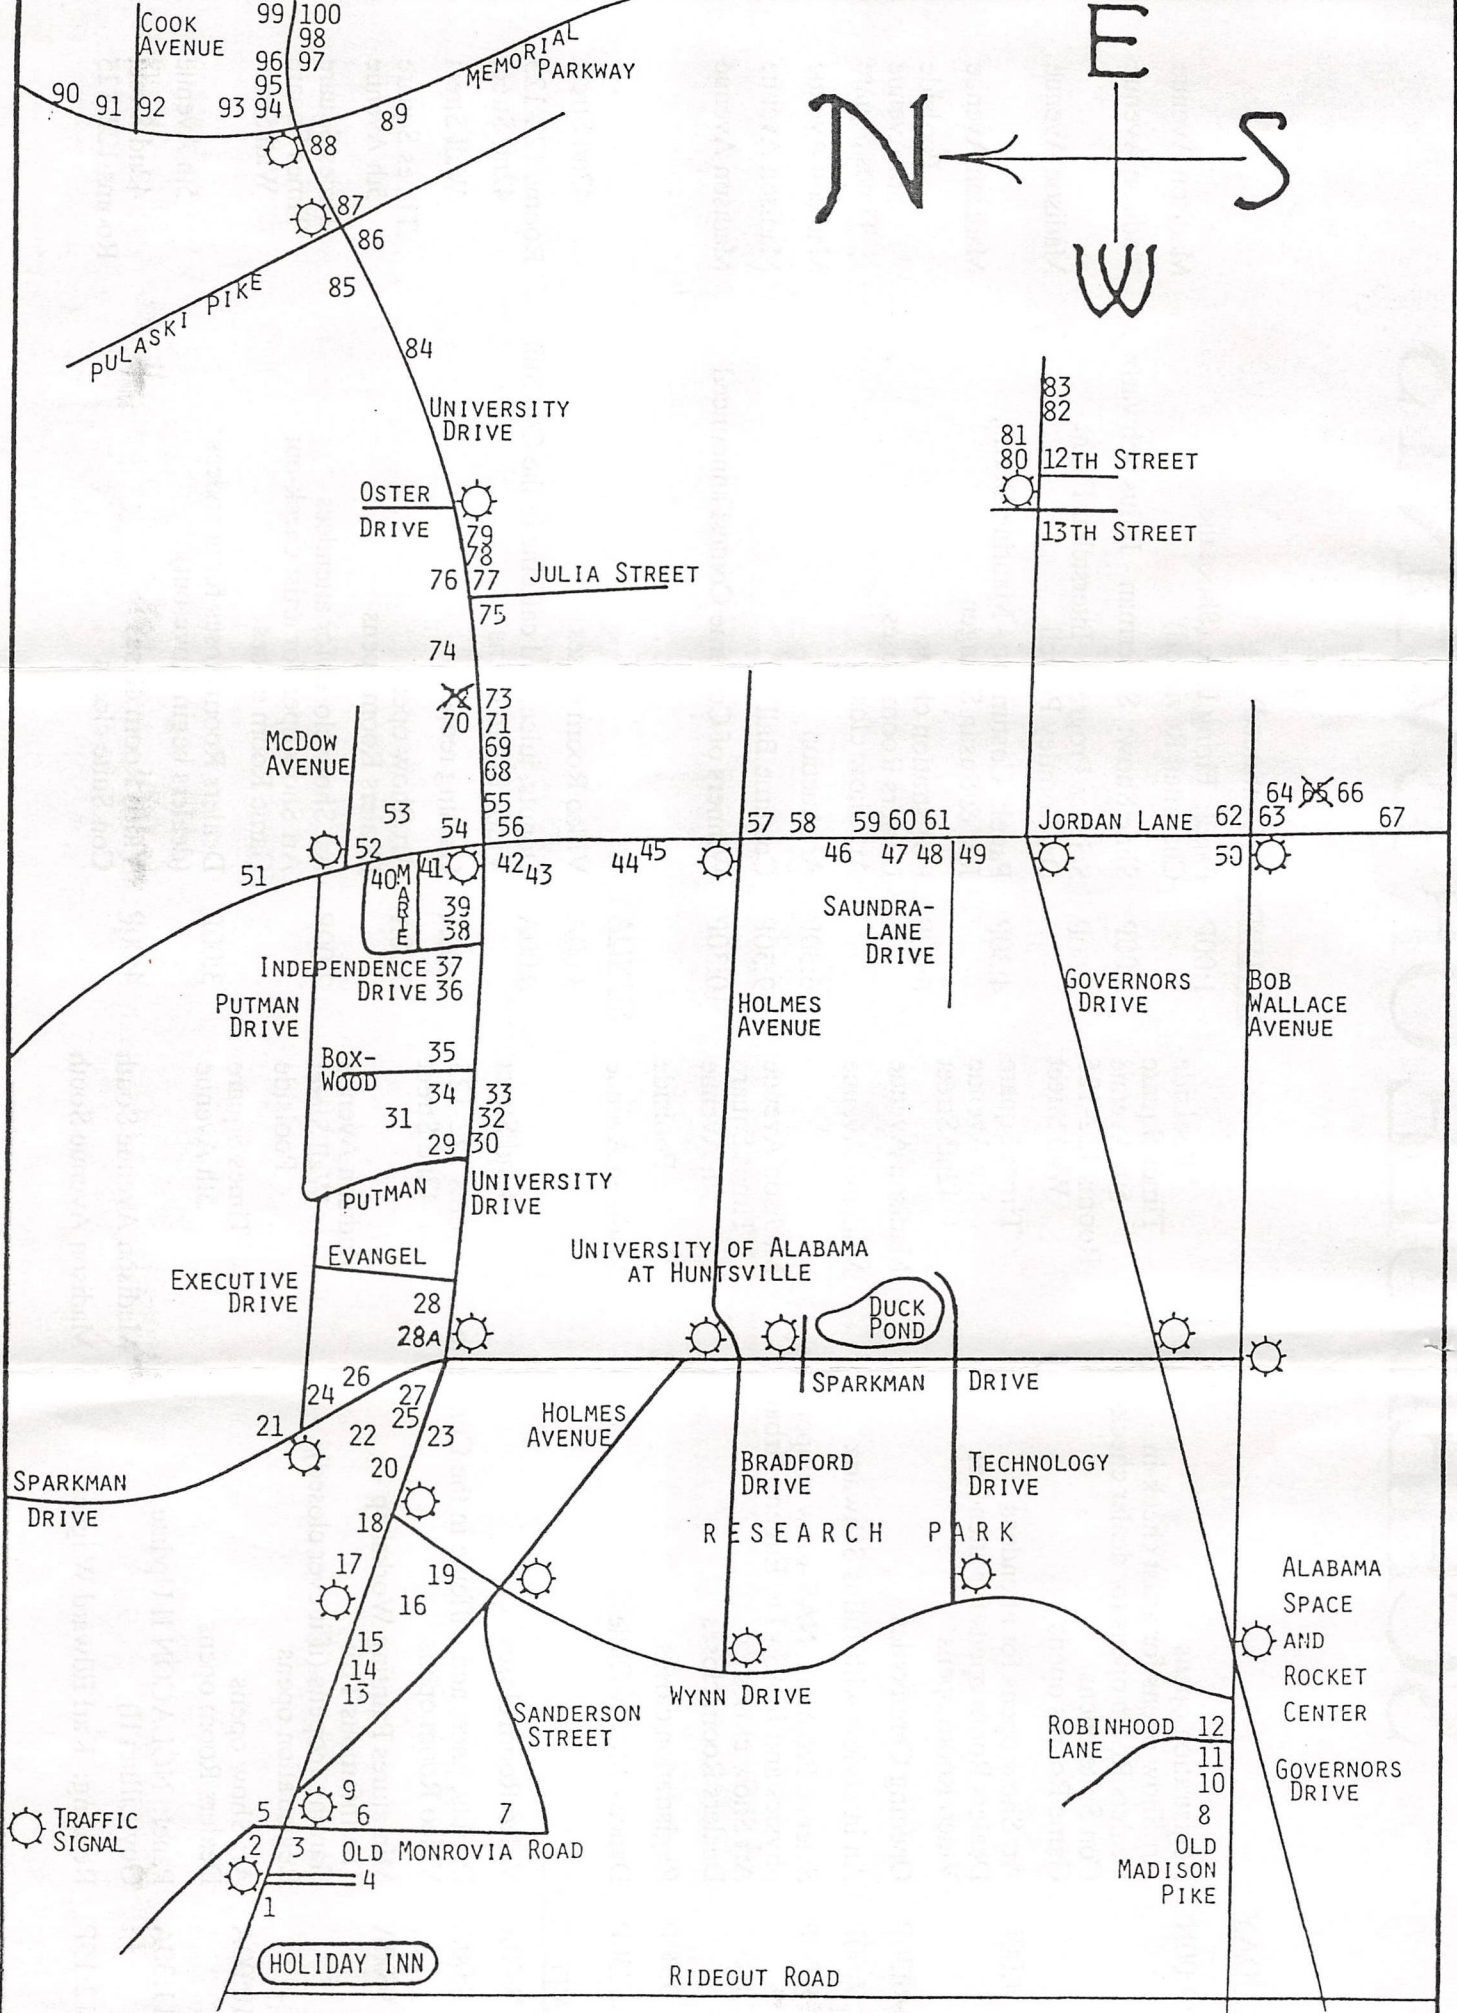 COOK
AVENUE
99 100
98
96 97
95
90 91 92 93 94
89
MEMORIAL
PARKWAY
E
N
S
W
88
87
86
85
PULASKI PIKE
84
UNIVERSITY
DRIVE
83
82
81
80 12TH STREET
13TH STREET
OSTER
DRIVE
79
78
76 77 JULIA STREET
75
74
72 73
70 71
69
68
MCDOW
AVENUE
53
55
54 56
52
51
57 58 59 60 61
JORDAN LANE
62 63
64 65 66
67
40 MARIE 41
42 43
44 45
46 47 48 49
50
39
38
INDEPENDENCE 37
DRIVE 36
PUTMAN
DRIVE
SAUNDRA-
LANE
DRIVE
HOLMES
AVENUE
GOVERNORS
DRIVE
BOB
WALLACE
AVENUE
BOX-
WOOD
35
34 33
31 32
29 30
PUTMAN
UNIVERSITY
DRIVE
EVANGEL
UNIVERSITY OF ALABAMA
AT HUNTSVILLE
EXECUTIVE
DRIVE
28
28A
DUCK
POND
26
24 27
25
21 22 23
20
SPARKMAN DRIVE
SPARKMAN
DRIVE
HOLMES
AVENUE
BRADFORD
DRIVE
TECHNOLOGY
DRIVE
RESEARCH PARK
18
17 19
16
15
14
13
ALABAMA
SPACE
AND
ROCKET
CENTER
WYNN DRIVE
SANDERSON
STREET
ROBINHOOD
LANE
12
11
10
8
GOVERNORS
DRIVE
OLD
MADISON
PIKE
TRAFFIC
SIGNAL
9
5 6 7
2 3 OLD MONROVIA ROAD
4
1
HOLIDAY INN
RIDEOUT ROAD